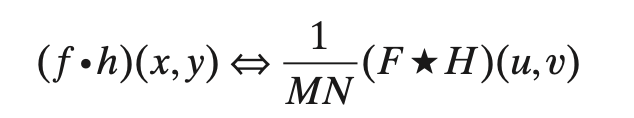 (f•h)(x,y) ⇔ 1/MN (F★H)(u,v)